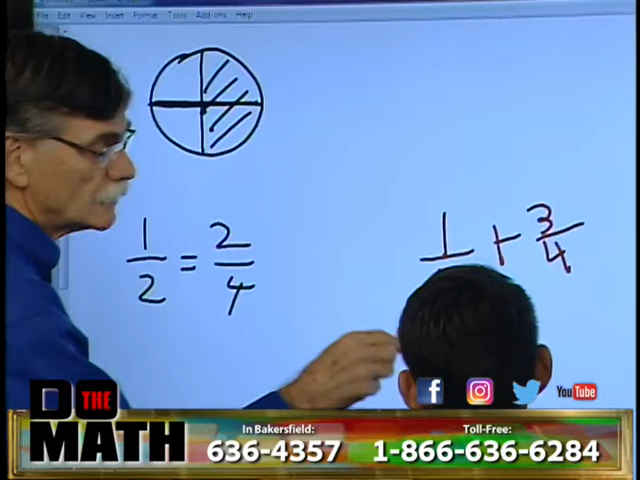 File Edit View Insert Format Tools Add-ons Help
1/2 = 2/4
1 + 3/4
DO THE MATH
In Bakersfield:
636-4357
Toll-Free:
1-866-636-6284
f
YouTube